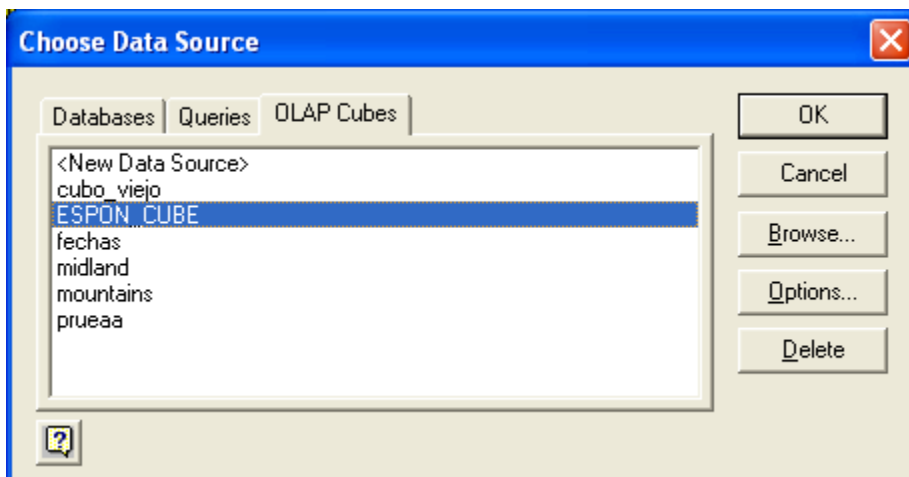 Choose Data Source
Databases Queries OLAP Cubes
<New Data Source>
cubo_viejo
ESPON_CUBE
fechas
midland
mountains
prueaa
OK
Cancel
Browse...
Options...
Delete
?